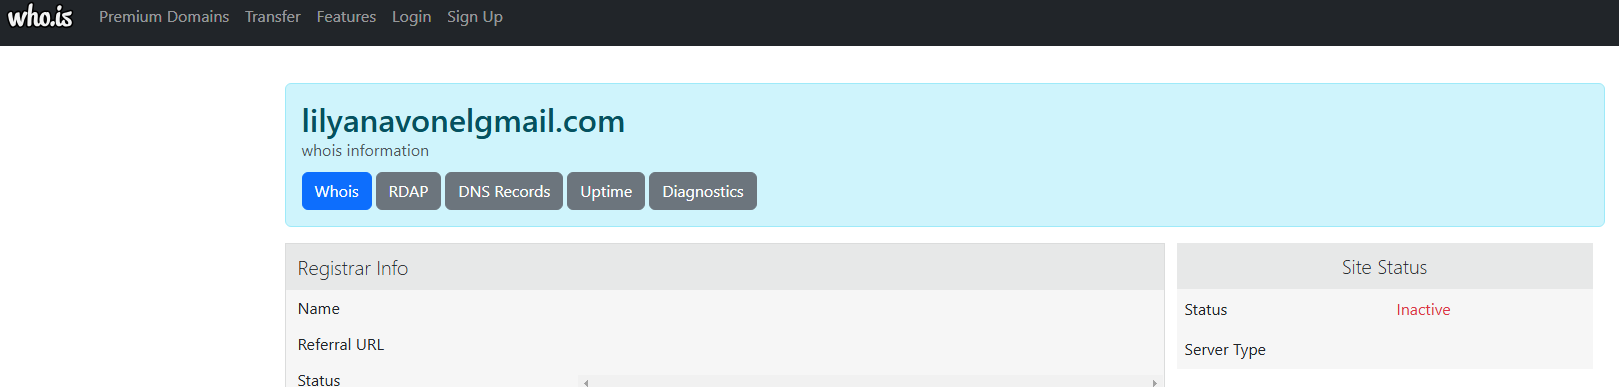 who.is Premium Domains Transfer Features Login Sign Up
lilyanavonelgmail.com
whois information
Whois RDAP DNS Records Uptime Diagnostics
Registrar Info
Name
Referral URL
Status
Site Status
Status Inactive
Server Type